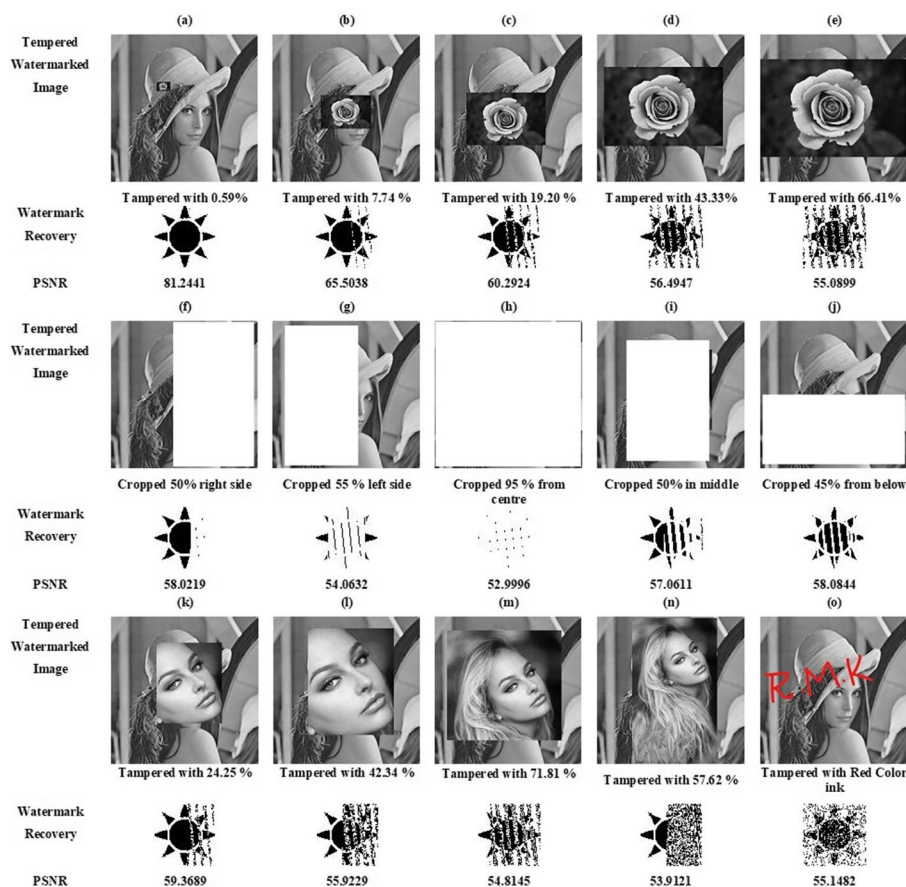 (a) (b) (c) (d) (e)
Tempered
Watermarked
Image
Tampered with 0.59% Tampered with 7.74 % Tampered with 19.20 % Tampered with 43.33% Tampered with 66.41%
Watermark
Recovery
PSNR 81.2441 65.5038 60.2924 56.4947 55.0899
(f) (g) (h) (i) (j)
Tempered
Watermarked
Image
Cropped 50% right side Cropped 55 % left side Cropped 95 % from centre Cropped 50% in middle Cropped 45% from below
Watermark
Recovery
PSNR 58.0219 54.0632 52.9996 57.0611 58.0844
(k) (l) (m) (n) (o)
Tempered
Watermarked
Image
R.M.K
Tampered with 24.25 % Tampered with 42.34 % Tampered with 71.81 % Tampered with 57.62 % Tampered with Red Color ink
Watermark
Recovery
PSNR 59.3689 55.9229 54.8145 53.9121 55.1482